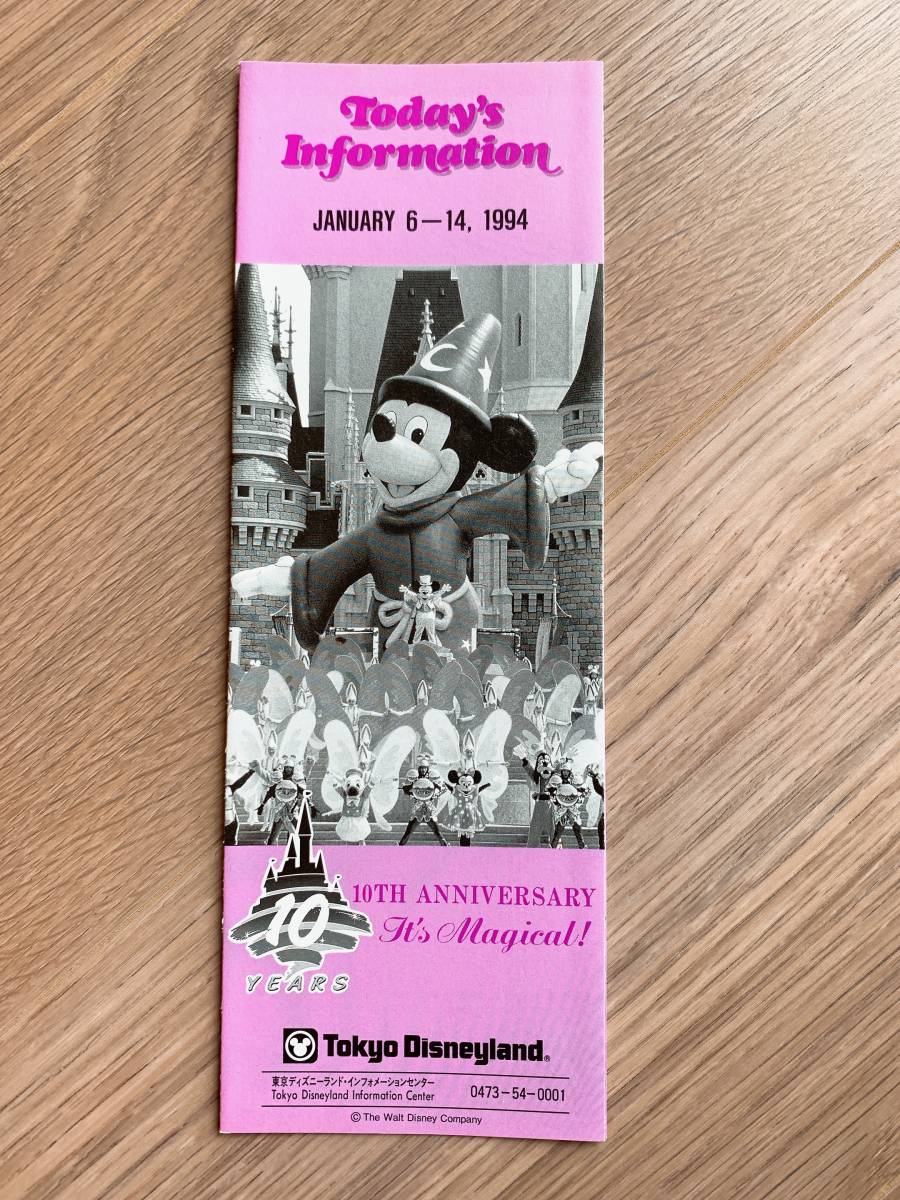 Today's
Information
JANUARY 6—14, 1994
10TH ANNIVERSARY
It's Magical!
10
YEARS
Tokyo Disneyland®
東京ディズニーランド・インフォメーションセンター
Tokyo Disneyland Information Center
0473-54-0001
© The Walt Disney Company